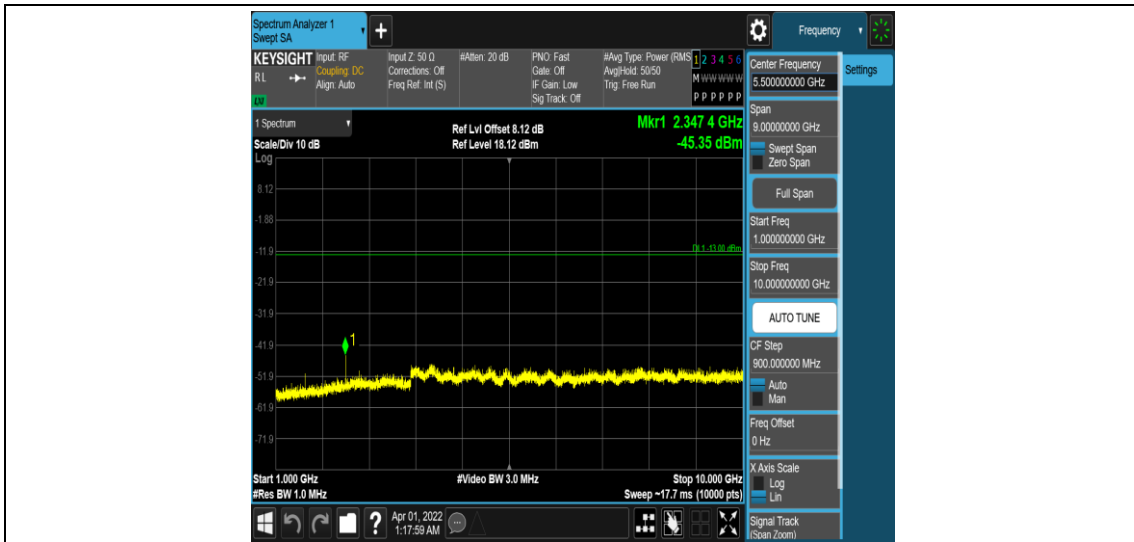 Spectrum Analyzer 1
Swept SA
+
Frequency
KEYSIGHT
RL
LXI
Input: RF
Coupling: DC
Align: Auto
Input Z: 50 Ω
Corrections: Off
Freq Ref: Int (S)
#Atten: 20 dB
PNO: Fast
Gate: Off
IF Gain: Low
Sig Track: Off
#Avg Type: Power (RMS
Avg|Hold: 50/50
Trig: Free Run
1 2 3 4 5 6
M W W W W W
P P P P P P
Center Frequency
5.500000000 GHz
Settings
Span
9.00000000 GHz
Swept Span
Zero Span
Full Span
Start Freq
1.000000000 GHz
Stop Freq
10.000000000 GHz
AUTO TUNE
CF Step
900.000000 MHz
Auto
Man
Freq Offset
0 Hz
X Axis Scale
Log
Lin
Signal Track
(Span Zoom)
1 Spectrum
Scale/Div 10 dB
Log
Ref Lvl Offset 8.12 dB
Ref Level 18.12 dBm
Mkr1 2.347 4 GHz
-45.35 dBm
8.12
-1.88
-11.9
DL1 -13.00 dBm
-21.9
-31.9
-41.9
1
-51.9
-61.9
-71.9
Start 1.000 GHz
#Res BW 1.0 MHz
#Video BW 3.0 MHz
Stop 10.000 GHz
Sweep ~17.7 ms (10000 pts)
?
Apr 01, 2022
1:17:59 AM